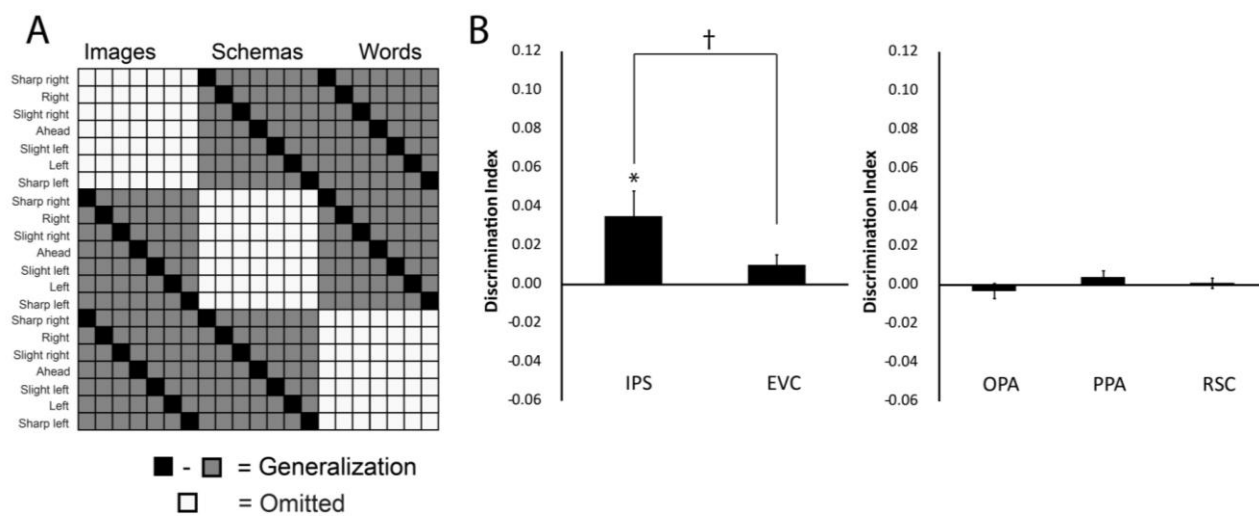 A
Images Schemas Words
Sharp right
Right
Slight right
Ahead
Slight left
Left
Sharp left
Sharp right
Right
Slight right
Ahead
Slight left
Left
Sharp left
Sharp right
Right
Slight right
Ahead
Slight left
Left
Sharp left
- = Generalization
= Omitted
B
Discrimination Index
0.12
0.10
0.08
0.06
0.04
0.02
0.00
-0.02
-0.04
-0.06
†
*
IPS EVC
Discrimination Index
0.12
0.10
0.08
0.06
0.04
0.02
0.00
-0.02
-0.04
-0.06
OPA PPA RSC